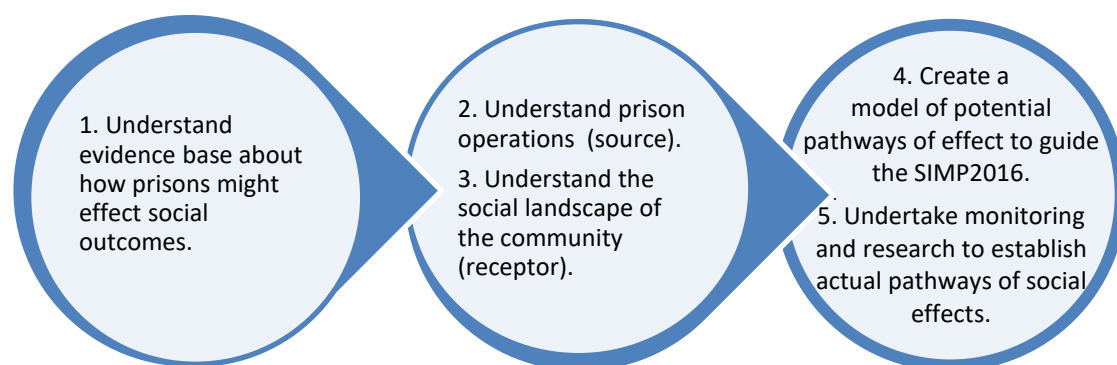 1. Understand
evidence base about
how prisons might
effect social
outcomes.
2. Understand prison
operations (source).
3. Understand the
social landscape of
the community
(receptor).
4. Create a
model of potential
pathways of effect to guide
the SIMP2016.
.
5. Undertake monitoring
and research to establish
actual pathways of social
effects.